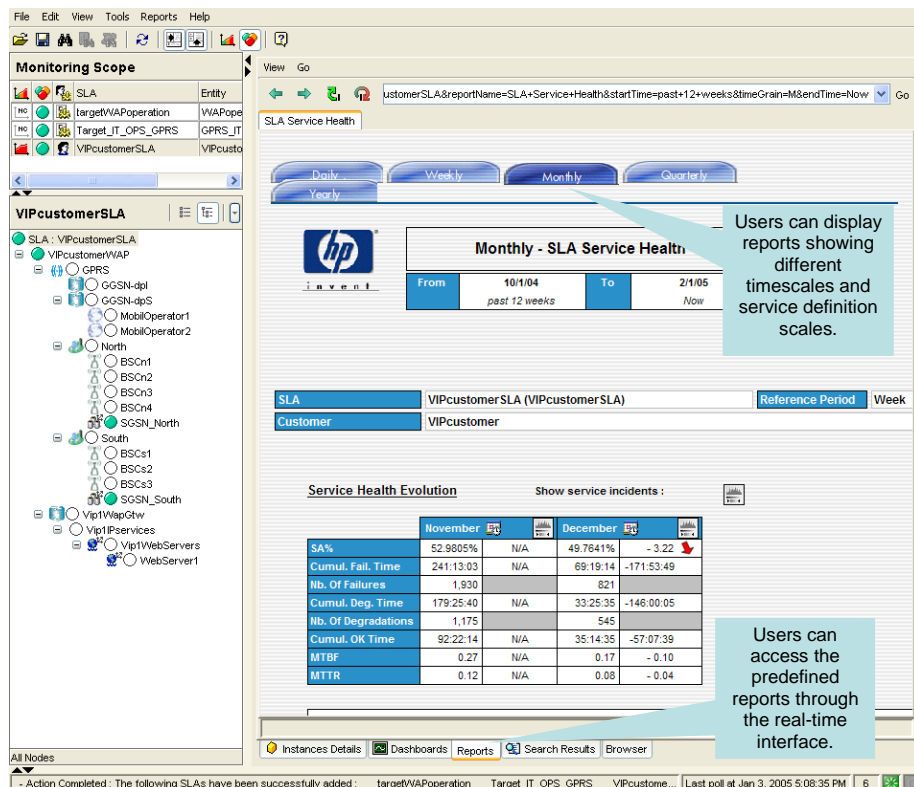 File Edit View Tools Reports Help
Monitoring Scope
SLA Entity
targetWAPoperation WAPope
Target_IT_OPS_GPRS GPRS_IT
VIPcustomerSLA VIPcusto
VIPcustomerSLA
SLA : VIPcustomerSLA
VIPcustomerWAP
GPRS
GGSN-dpl
GGSN-dpS
MobilOperator1
MobilOperator2
North
BSCn1
BSCn2
BSCn3
BSCn4
SGSN_North
South
BSCs1
BSCs2
BSCs3
SGSN_South
Vip1WapGtw
Vip1IPservices
Vip1WebServers
WebServer1
All Nodes
View Go
ustomerSLA&reportName=SLA+Service+Health&startTime=past+12+weeks&timeGrain=M&endTime=Now Go
SLA Service Health
Daily Weekly Monthly Quarterly
Yearly
hp
invent
Monthly - SLA Service Health
From 10/1/04 To 2/1/05
past 12 weeks Now
Users can display
reports showing
different
timescales and
service definition
scales.
SLA VIPcustomerSLA (VIPcustomerSLA) Reference Period Week
Customer VIPcustomer
Service Health Evolution Show service incidents :
November December
SA% 52.9805% N/A 49.7641% - 3.22
Cumul. Fail. Time 241:13:03 N/A 69:19:14 -171:53:49
Nb. Of Failures 1,930 821
Cumul. Deg. Time 179:25:40 N/A 33:25:35 -146:00:05
Nb. Of Degradations 1,175 545
Cumul. OK Time 92:22:14 N/A 35:14:35 -57:07:39
MTBF 0.27 N/A 0.17 - 0.10
MTTR 0.12 N/A 0.08 - 0.04
Users can
access the
predefined
reports through
the real-time
interface.
Instances Details Dashboards Reports Search Results Browser
- Action Completed : The following SLAs have been successfully added : targetWAPoperation Target_IT_OPS_GPRS VIPcustome... Last poll at Jan 3, 2005 5:08:35 PM 6